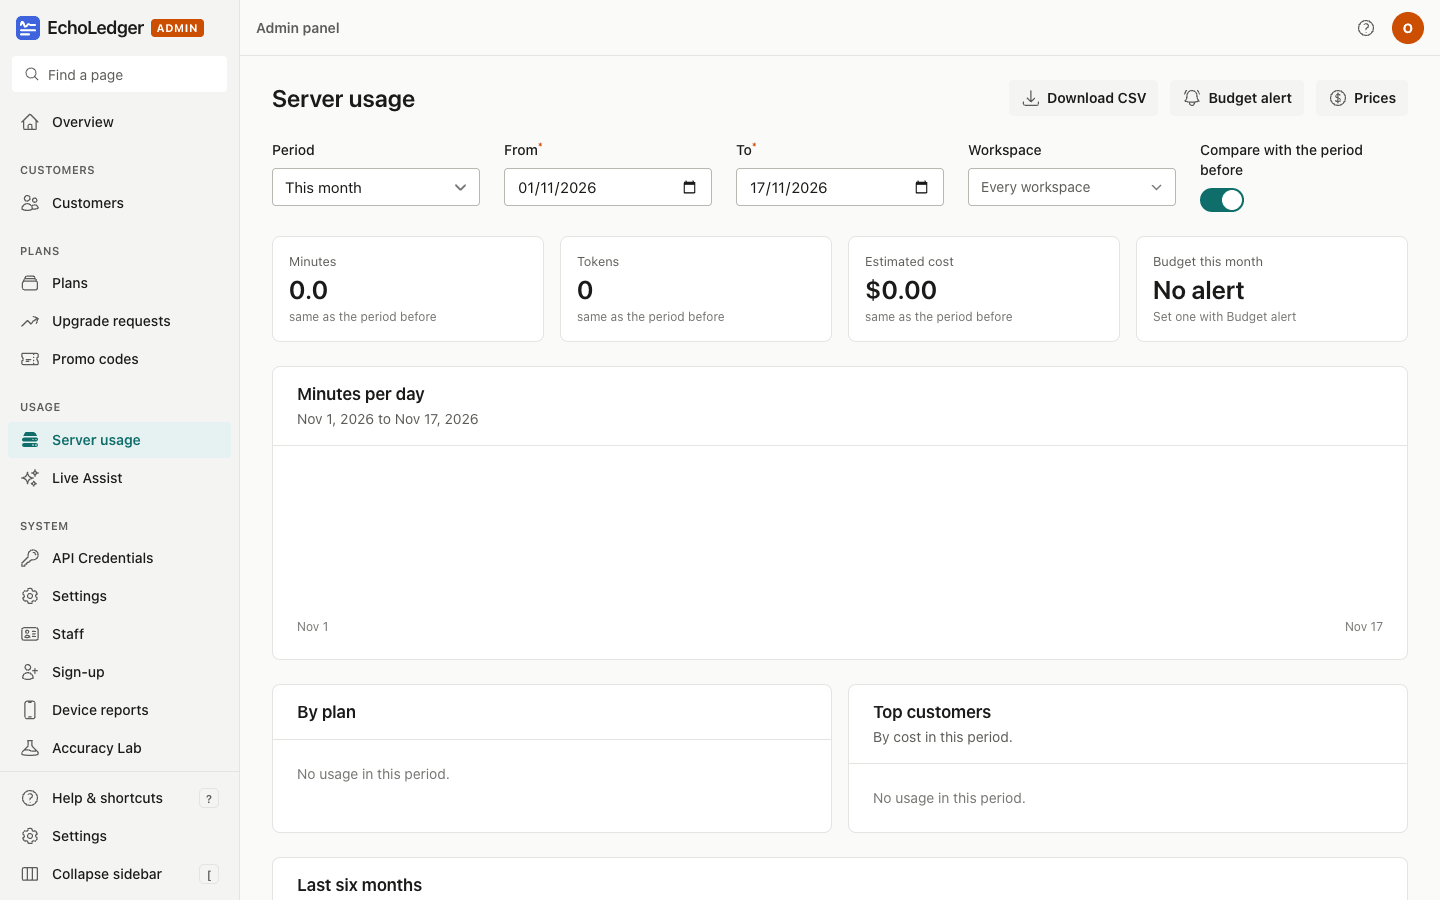 EchoLedger ADMIN
Find a page
Overview
CUSTOMERS
Customers
PLANS
Plans
Upgrade requests
Promo codes
USAGE
Server usage
Live Assist
SYSTEM
API Credentials
Settings
Staff
Sign-up
Device reports
Accuracy Lab
Help & shortcuts ?
Settings
Collapse sidebar [
Admin panel
O
Server usage
Download CSV
Budget alert
Prices
Period
This month
From*
01/11/2026
To*
17/11/2026
Workspace
Every workspace
Compare with the period
before
Minutes
0.0
same as the period before
Tokens
0
same as the period before
Estimated cost
$0.00
same as the period before
Budget this month
No alert
Set one with Budget alert
Minutes per day
Nov 1, 2026 to Nov 17, 2026
Nov 1
Nov 17
By plan
No usage in this period.
Top customers
By cost in this period.
No usage in this period.
Last six months